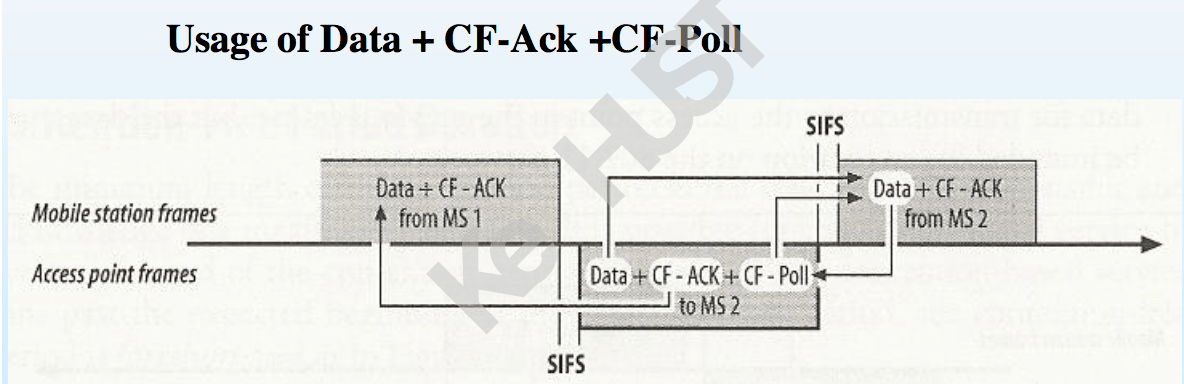 Usage of Data + CF-Ack +CF-Poll
SIFS
Mobile station frames
Data + CF - ACK
from MS 1
Data + CF - ACK
from MS 2
Access point frames
Data + CF - ACK + CF - Poll
to MS 2
SIFS
Ke HUST